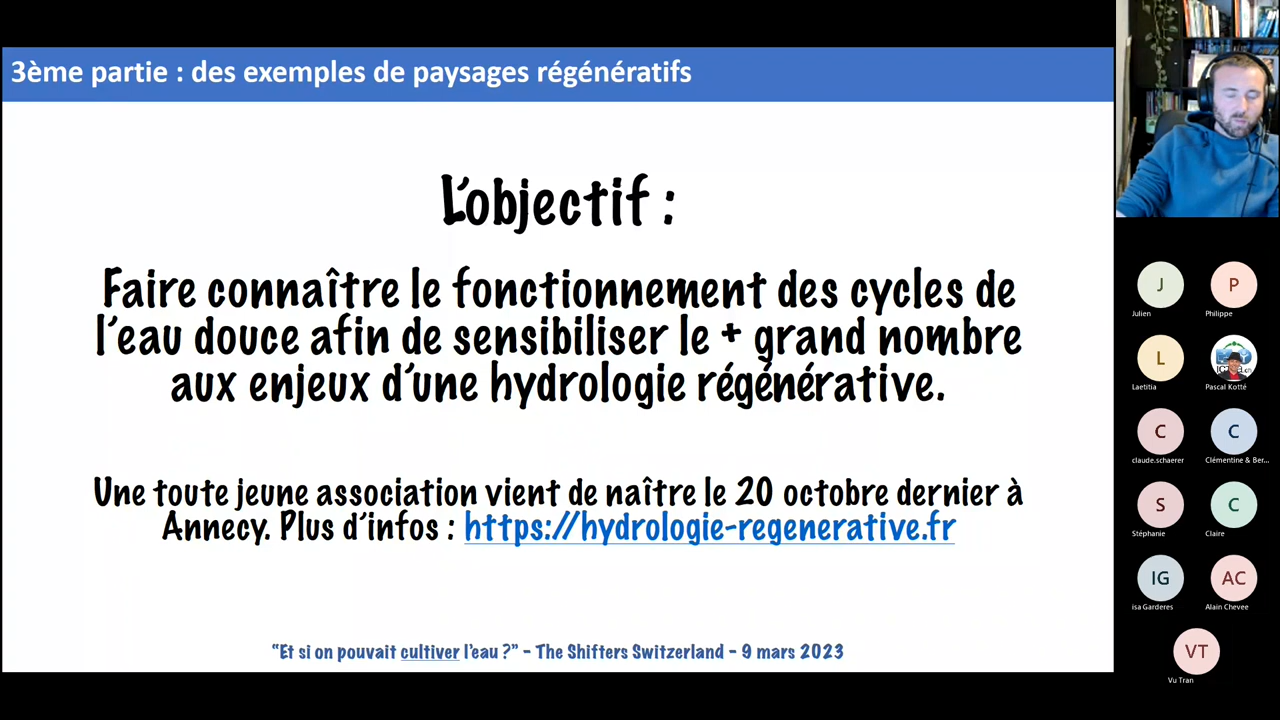 3ème partie : des exemples de paysages régénératifs
L'objectif :
Faire connaître le fonctionnement des cycles de
l'eau douce afin de sensibiliser le + grand nombre
aux enjeux d'une hydrologie régénérative.
Une toute jeune association vient de naître le 20 octobre dernier à
Annecy. Plus d'infos : https://hydrologie-regenerative.fr
"Et si on pouvait cultiver l'eau ?" - The Shifters Switzerland - 9 mars 2023
J
P
Julien
Philippe
L
Laetitia
Pascal Kotté
C
C
claude.schaerer
Clémentine & Ber...
S
C
Stéphanie
Claire
IG
AC
isa Garderes
Alain Chevee
VT
Vu Tran